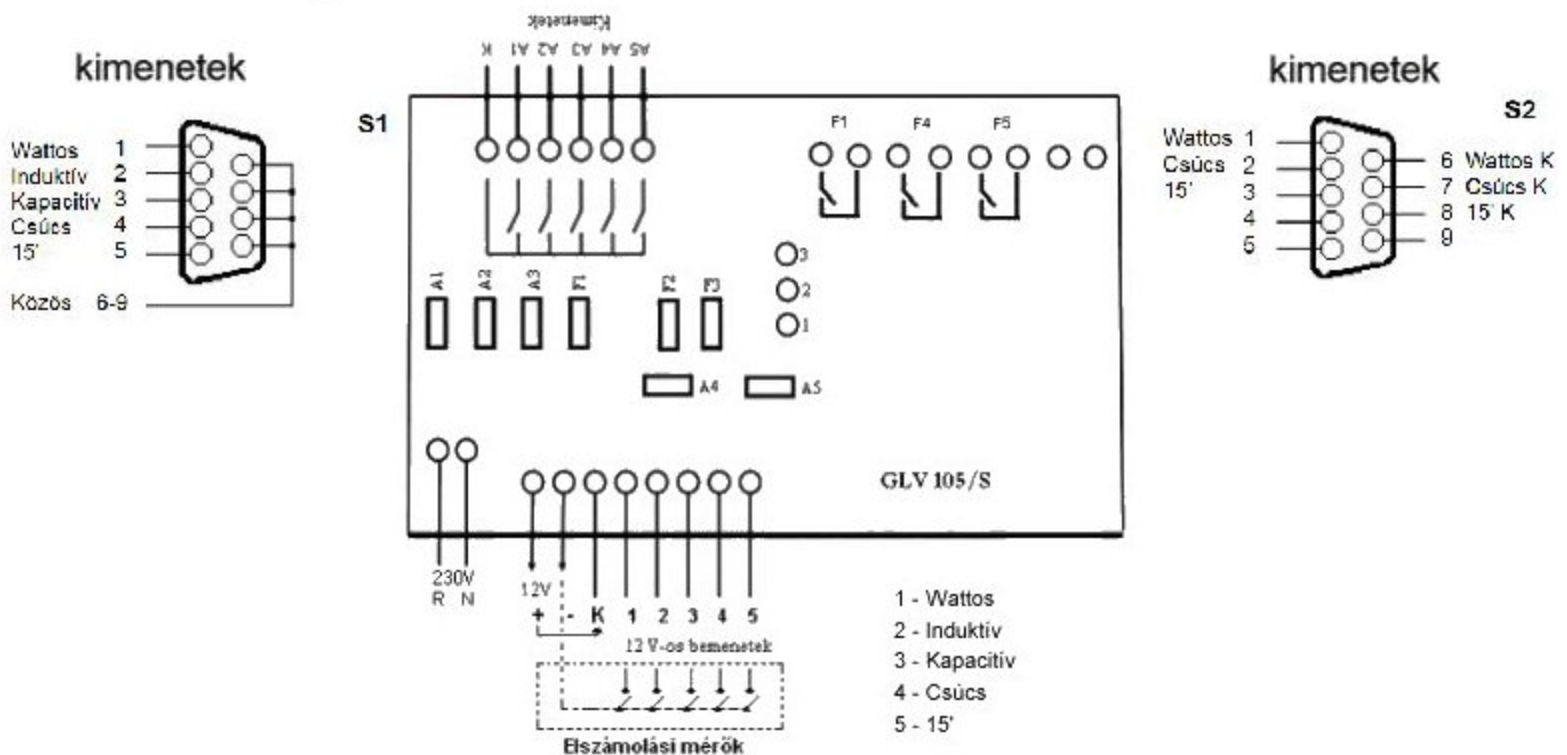 kimenetek
Wattos 1
Induktív 2
Kapacitív 3
Csúcs 4
15' 5
Közös 6-9
S1
Kimenetek
K A1 A2 A3 A4 A5
F1 F4 F5
3
2
1
A1 A2 A3 F1 F2 F3
A4 A5
GLV 105/S
230V
R N
12V
+ - K 1 2 3 4 5
12 V-os bemenetek
Elszámolási mérők
1 - Wattos
2 - Induktív
3 - Kapacitív
4 - Csúcs
5 - 15'
kimenetek
S2
Wattos 1
Csúcs 2
15' 3
4
5
6 Wattos K
7 Csúcs K
8 15' K
9